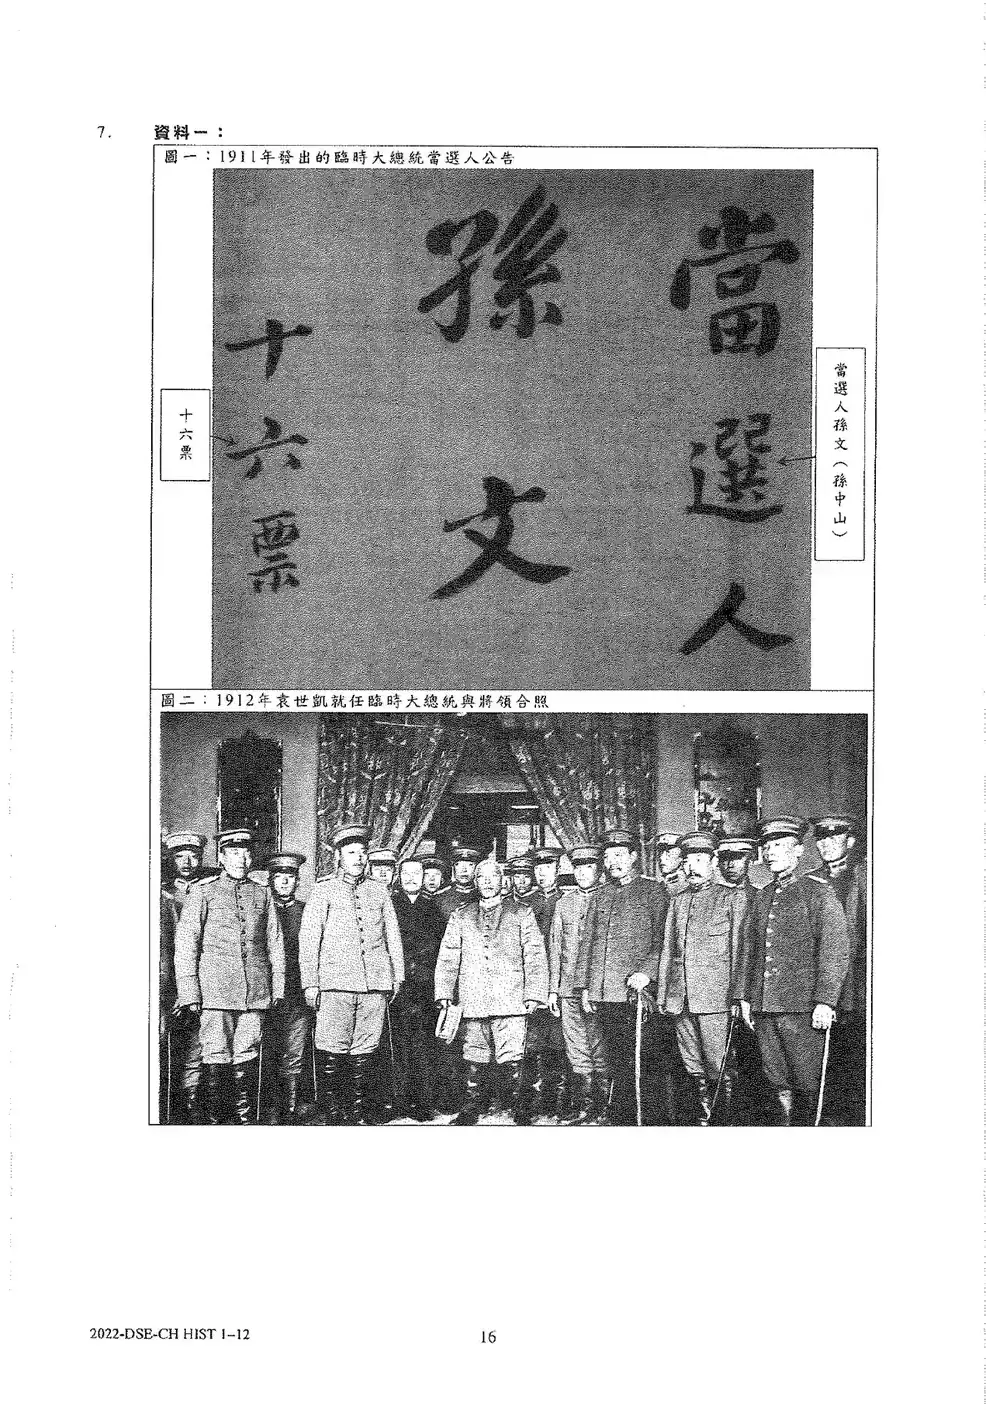 7. 資料一：
圖一：1911年發出的臨時大總統當選人公告
當選人
孫文
十六票
當選人孫文（孫中山）
十六票
圖二：1912年袁世凱就任臨時大總統與將領合照
2022-DSE-CH HIST 1–12
16